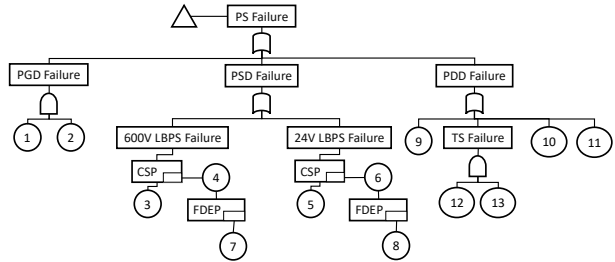 PS Failure
PGD Failure
PSD Failure
PDD Failure
1
2
600V LBPS Failure
24V LBPS Failure
9
TS Failure
10
11
CSP
4
CSP
6
3
5
12
13
FDEP
FDEP
7
8